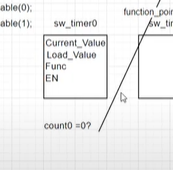 able(0);
function_poi
able(1);
sw_timer0
sw_ti
Current_Value
Load_Value
Func
EN
count0 =0?